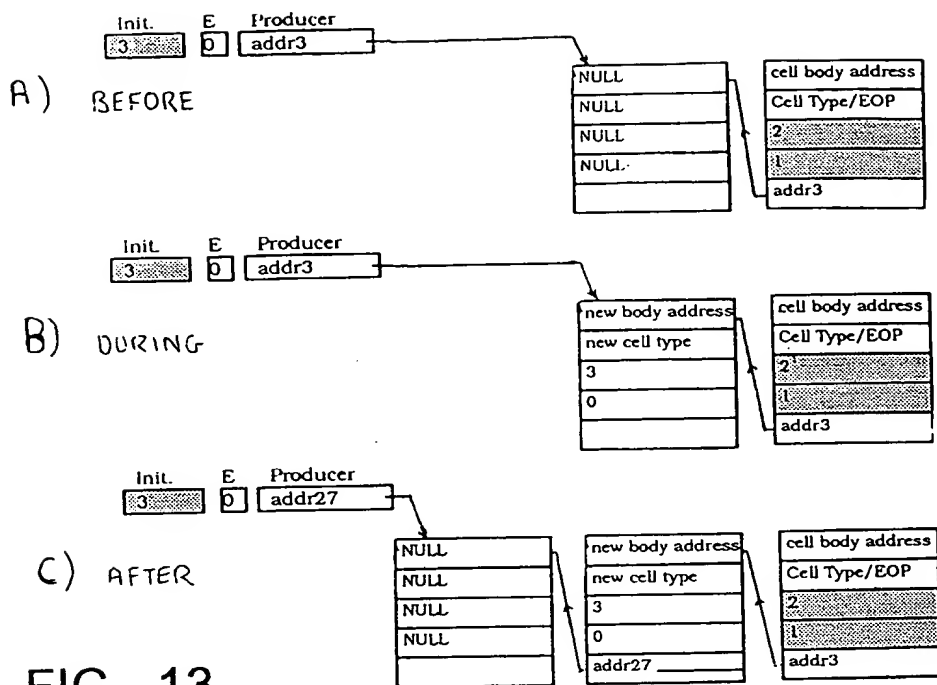 Init. E Producer
3 0 addr3
A) BEFORE
NULL
NULL
NULL
NULL
cell body address
Cell Type/EOP
2
1
addr3
Init. E Producer
3 0 addr3
B) DURING
new body address
new cell type
3
0
cell body address
Cell Type/EOP
2
1
addr3
Init. E Producer
3 0 addr27
C) AFTER
NULL
NULL
NULL
NULL
new body address
new cell type
3
0
addr27
cell body address
Cell Type/EOP
2
1
addr3
FIG. 13